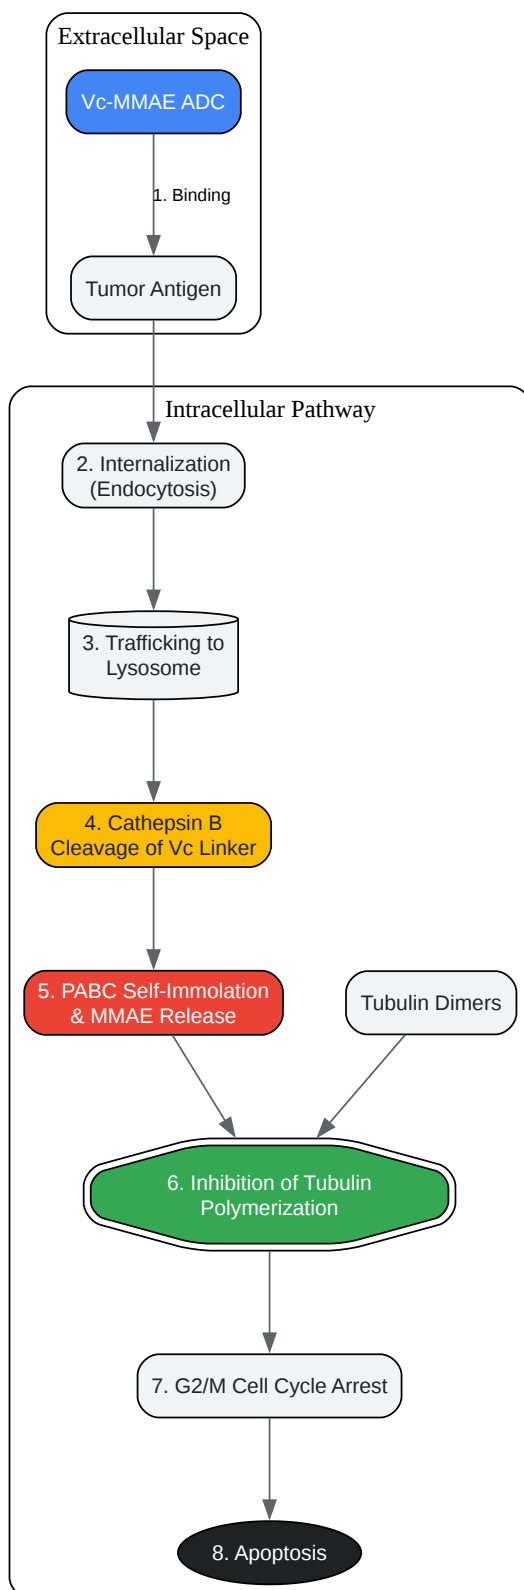 Extracellular Space
Vc-MMAE ADC
1. Binding
Tumor Antigen
Intracellular Pathway
2. Internalization
(Endocytosis)
3. Trafficking to
Lysosome
4. Cathepsin B
Cleavage of Vc Linker
5. PABC Self-Immolation
& MMAE Release
Tubulin Dimers
6. Inhibition of Tubulin
Polymerization
7. G2/M Cell Cycle Arrest
8. Apoptosis